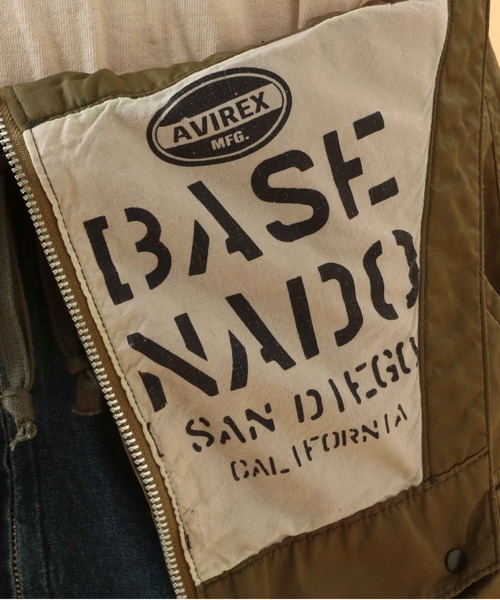 AVIREX
MFG.
BASE
NADO
SAN DIEGO
CALIFORNIA